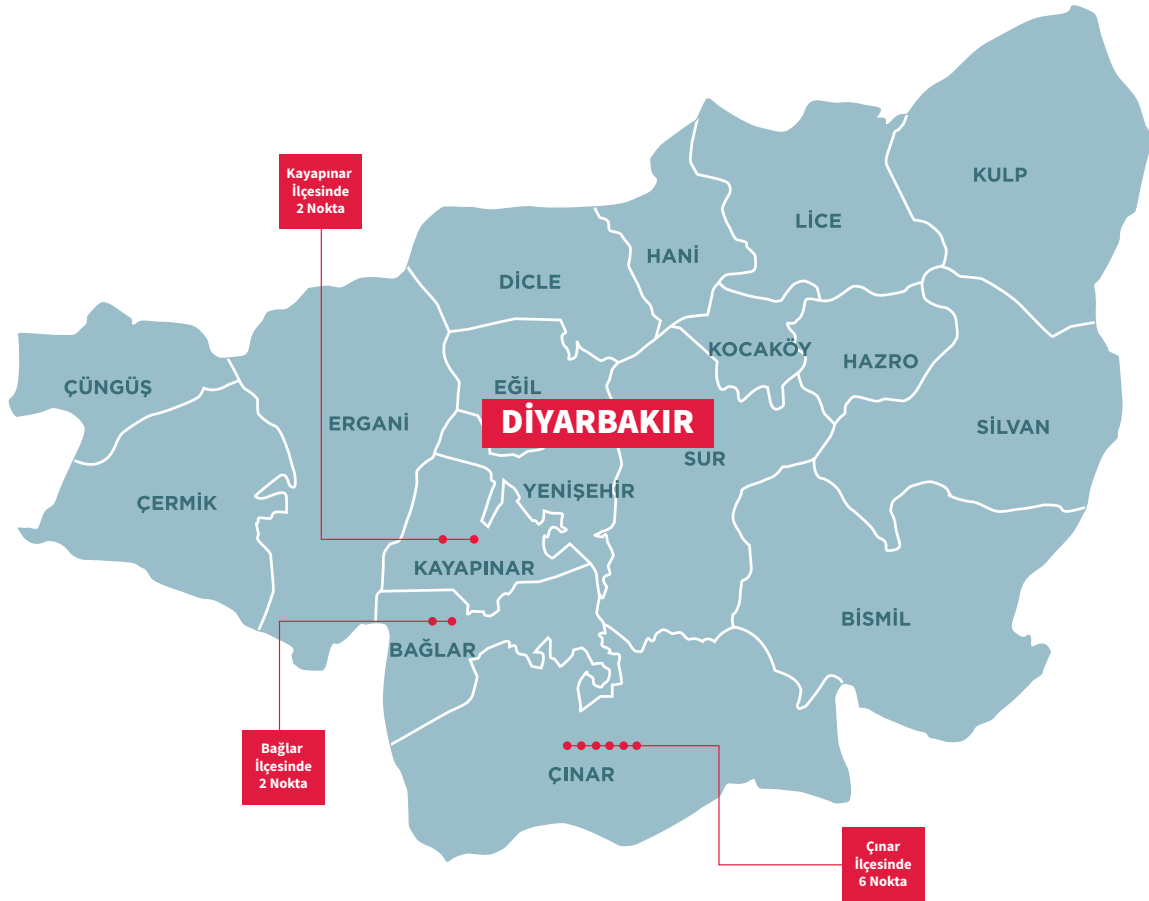 Kayapınar
İlçesinde
2 Nokta
KULP
LİCE
HANİ
DİCLE
KOCAKÖY
HAZRO
ÇÜNGÜŞ
EĞİL
ERGANİ
DİYARBAKIR
SİLVAN
SUR
YENİŞEHİR
ÇERMİK
KAYAPINAR
BİSMİL
BAĞLAR
Bağlar
İlçesinde
2 Nokta
ÇINAR
Çınar
İlçesinde
6 Nokta